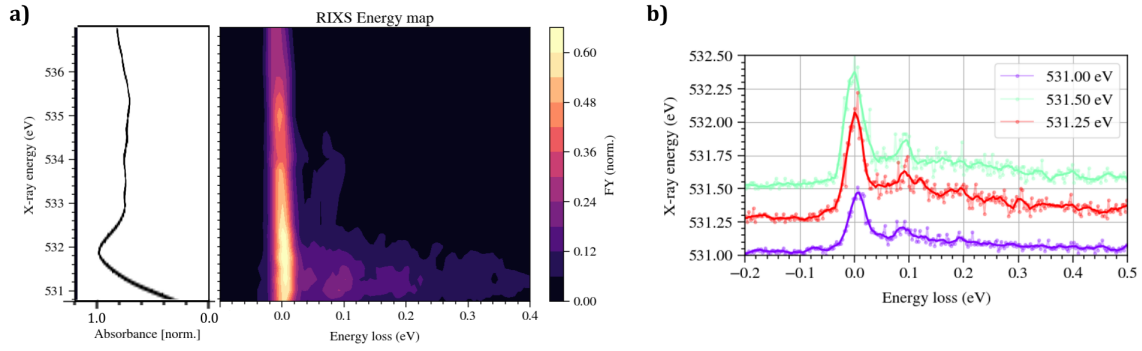 a)
RIXS Energy map
X-ray energy (eV)
536
535
534
533
532
531
1.0
0.0
Absorbance [norm.]
0.0
0.1
0.2
0.3
0.4
Energy loss (eV)
0.60
0.48
0.36
0.24
0.12
0.00
FY (norm.)
b)
X-ray energy (eV)
532.50
532.25
532.00
531.75
531.50
531.25
531.00
531.00 eV
531.50 eV
531.25 eV
−0.2
−0.1
0.0
0.1
0.2
0.3
0.4
0.5
Energy loss (eV)